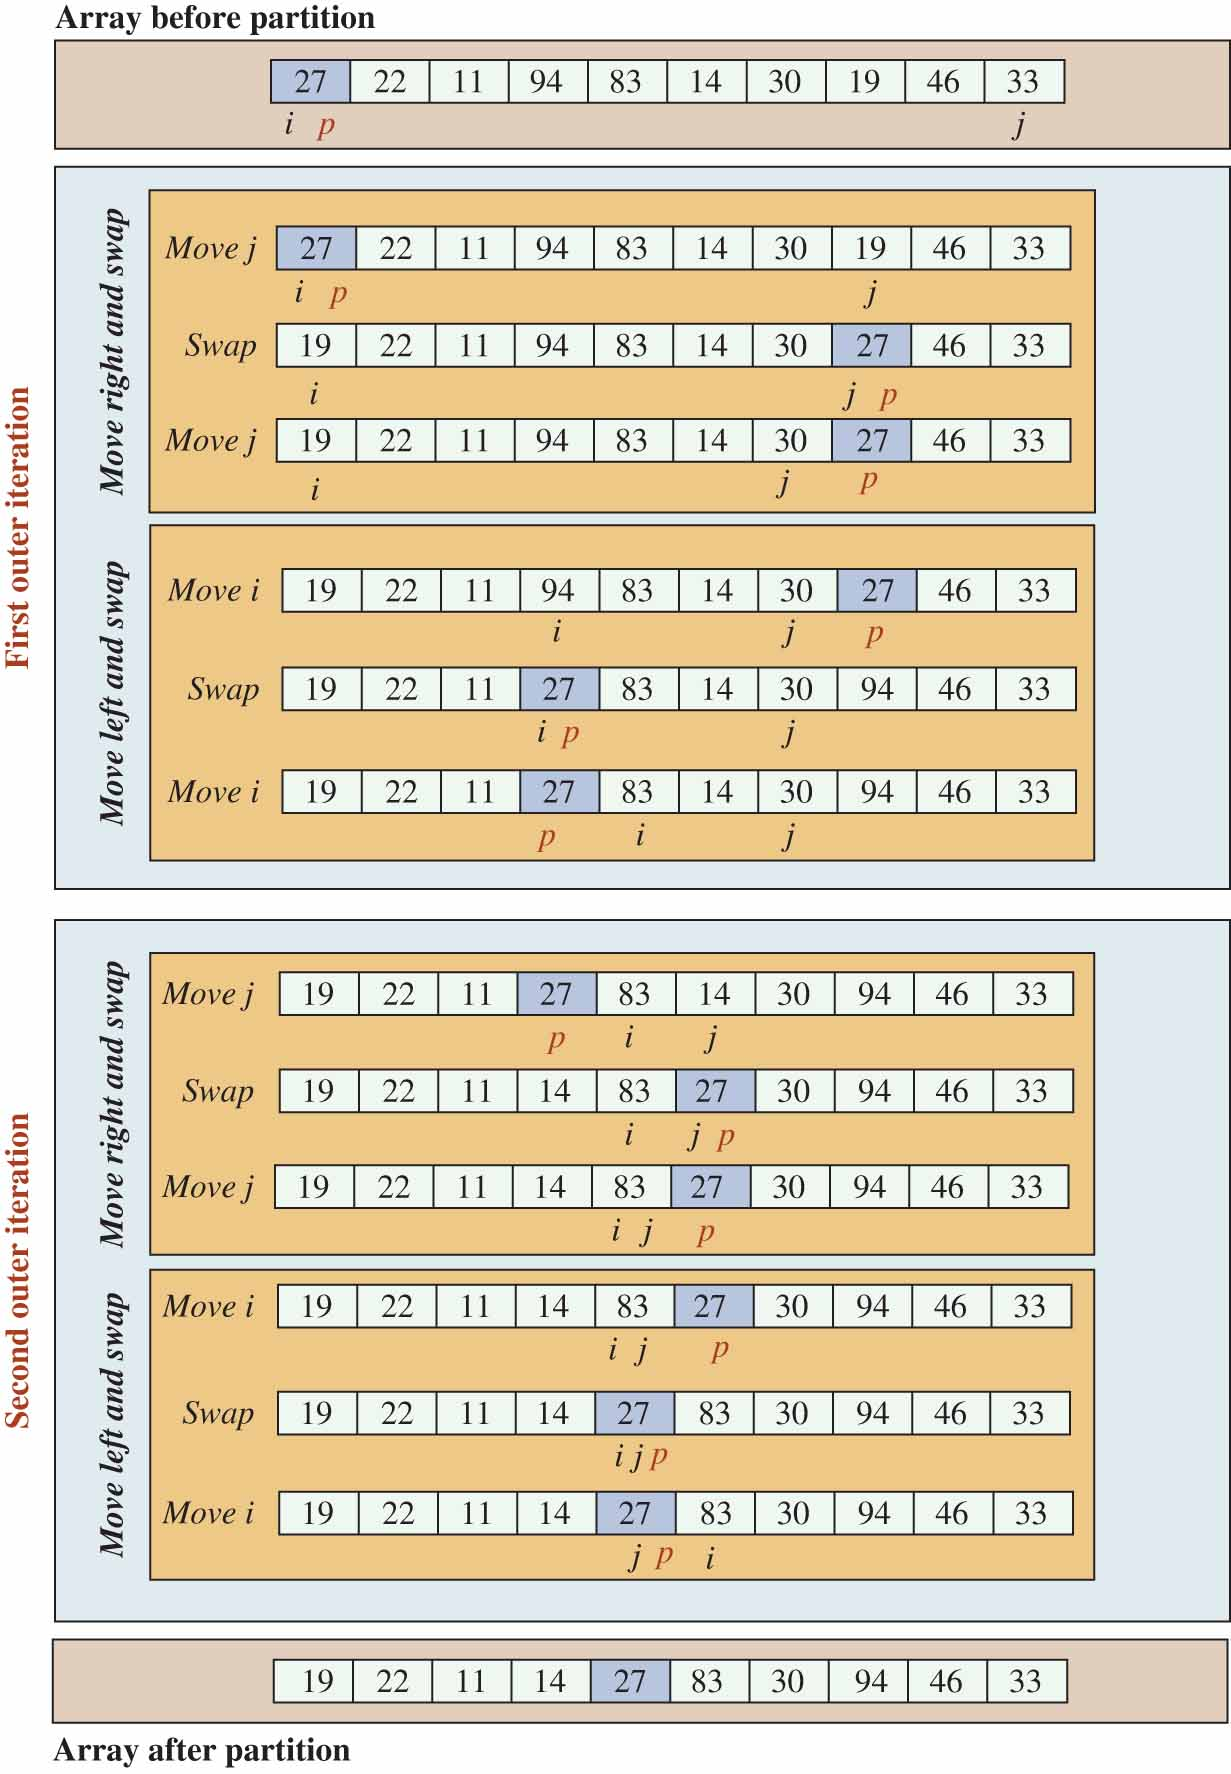 Array before partition
27 22 11 94 83 14 30 19 46 33
i p j
First outer iteration
Move right and swap
Move j 27 22 11 94 83 14 30 19 46 33
i p j
Swap 19 22 11 94 83 14 30 27 46 33
i j p
Move j 19 22 11 94 83 14 30 27 46 33
i j p
Move left and swap
Move i 19 22 11 94 83 14 30 27 46 33
i j p
Swap 19 22 11 27 83 14 30 94 46 33
i p j
Move i 19 22 11 27 83 14 30 94 46 33
p i j
Second outer iteration
Move right and swap
Move j 19 22 11 27 83 14 30 94 46 33
p i j
Swap 19 22 11 14 83 27 30 94 46 33
i j p
Move j 19 22 11 14 83 27 30 94 46 33
i j p
Move left and swap
Move i 19 22 11 14 83 27 30 94 46 33
i j p
Swap 19 22 11 14 27 83 30 94 46 33
i j p
Move i 19 22 11 14 27 83 30 94 46 33
j p i
19 22 11 14 27 83 30 94 46 33
Array after partition